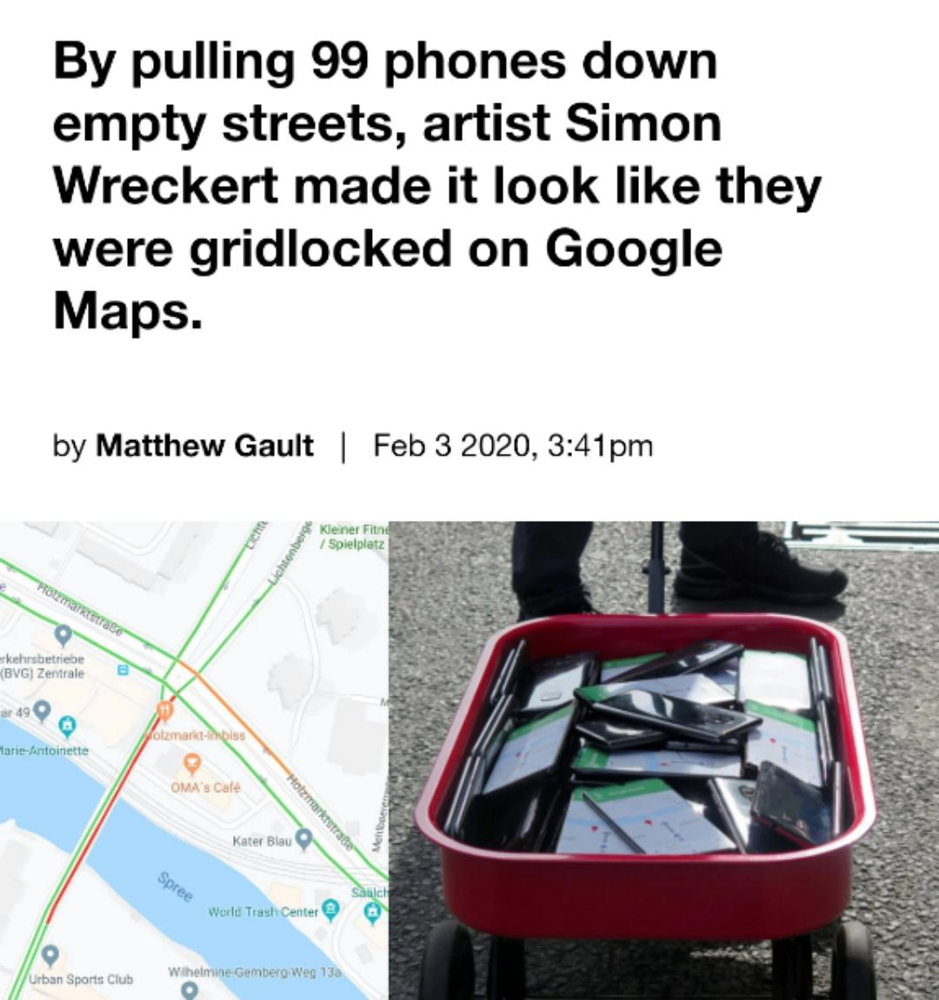 By pulling 99 phones down
empty streets, artist Simon
Wreckert made it look like they
were gridlocked on Google
Maps.
by Matthew Gault | Feb 3 2020, 3:41pm
Kleiner Fitne
/ Spielplatz
Lichte
Lichtenberge
Holzmarktstraße
rkehrsbetriebe
(BVG) Zentrale
ar 49
Marie-Antoinette
Holzmarkt-Imbiss
OMA's Café
Holzmarktstraße
Kater Blau
Spree
Saalch
World Trash Center
Urban Sports Club
Wilhelmine-Gemberg-Weg 13a